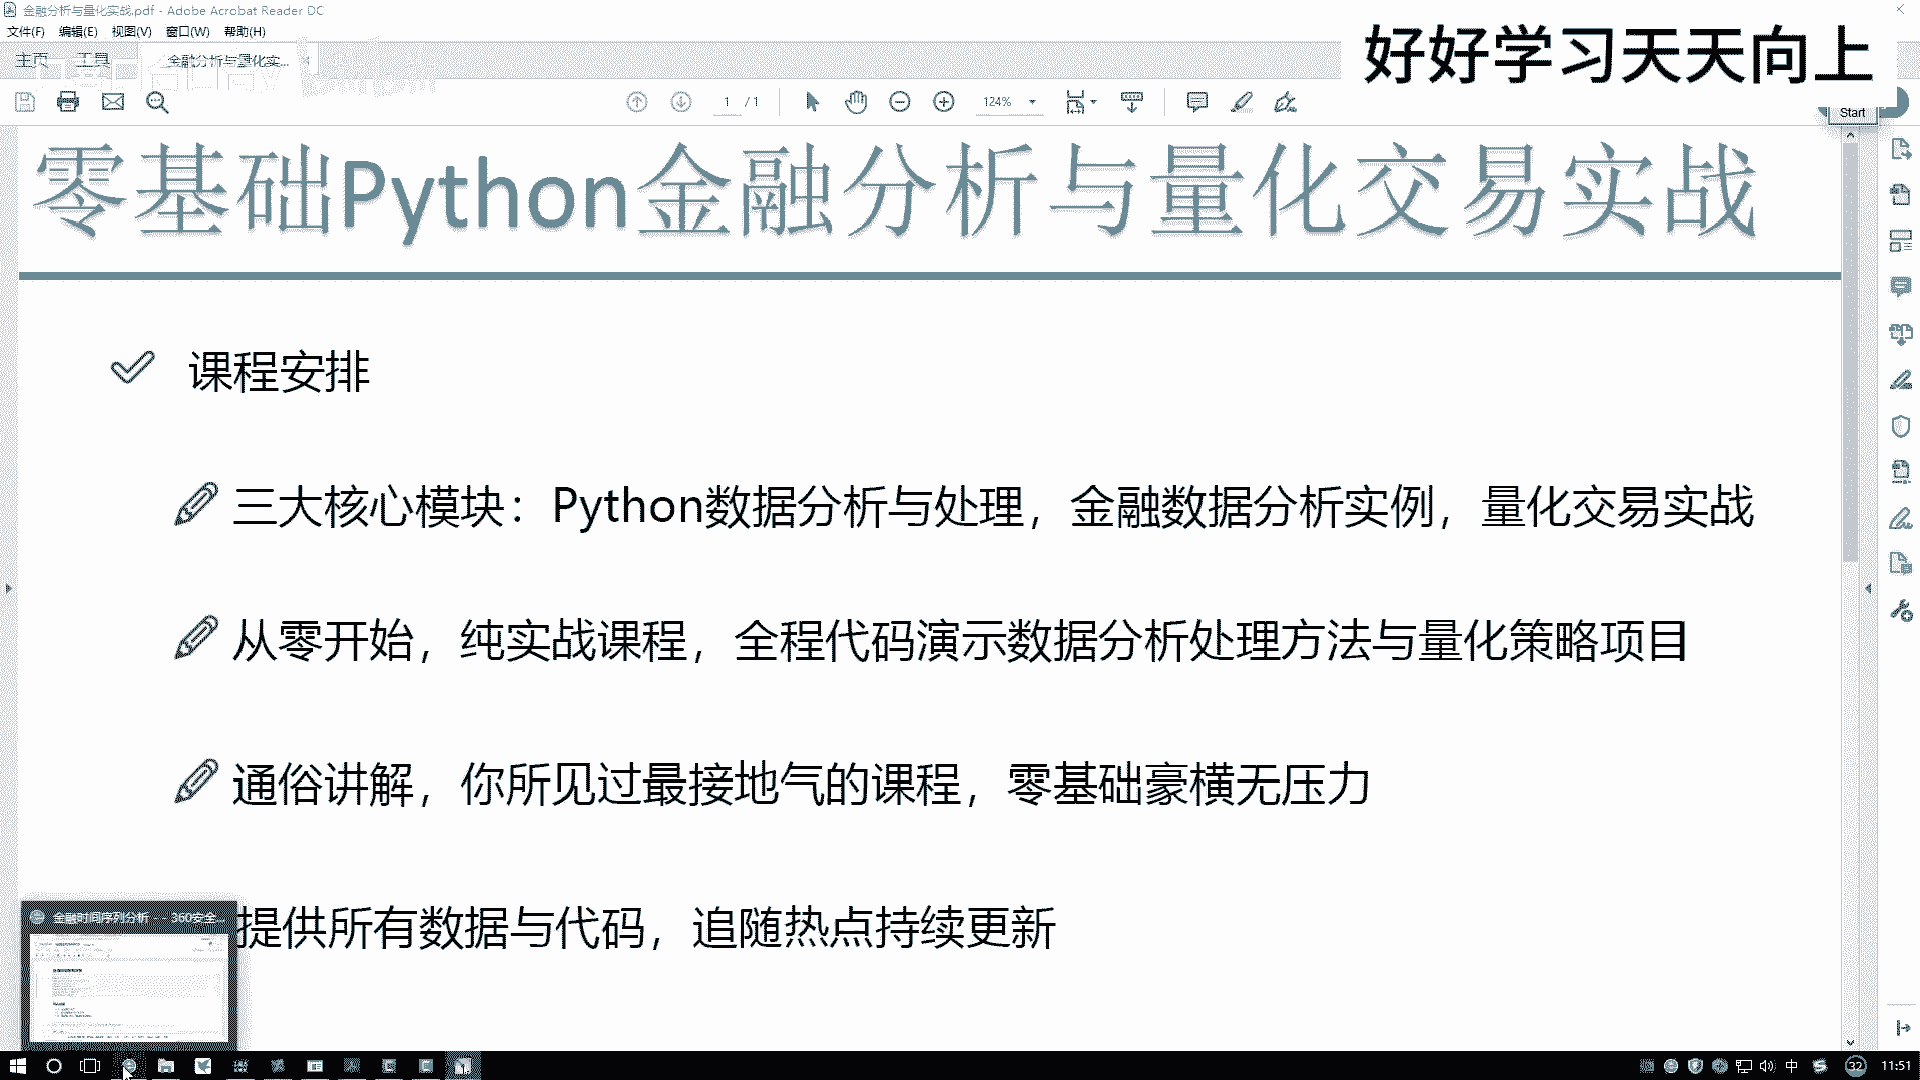 金融分析与量化实战.pdf - Adobe Acrobat Reader DC
文件(F) 编辑(E) 视图(V) 窗口(W) 帮助(H)
好好学习天天向上
主页 工具 金融分析与量化实...
1 / 1 124%
Start
零基础Python金融分析与量化交易实战
课程安排
三大核心模块：Python数据分析与处理，金融数据分析实例，量化交易实战
从零开始，纯实战课程，全程代码演示数据分析处理方法与量化策略项目
通俗讲解，你所见过最接地气的课程，零基础豪横无压力
金融时间序列分析 - - 360安全...
提供所有数据与代码，追随热点持续更新
中 32 11:51